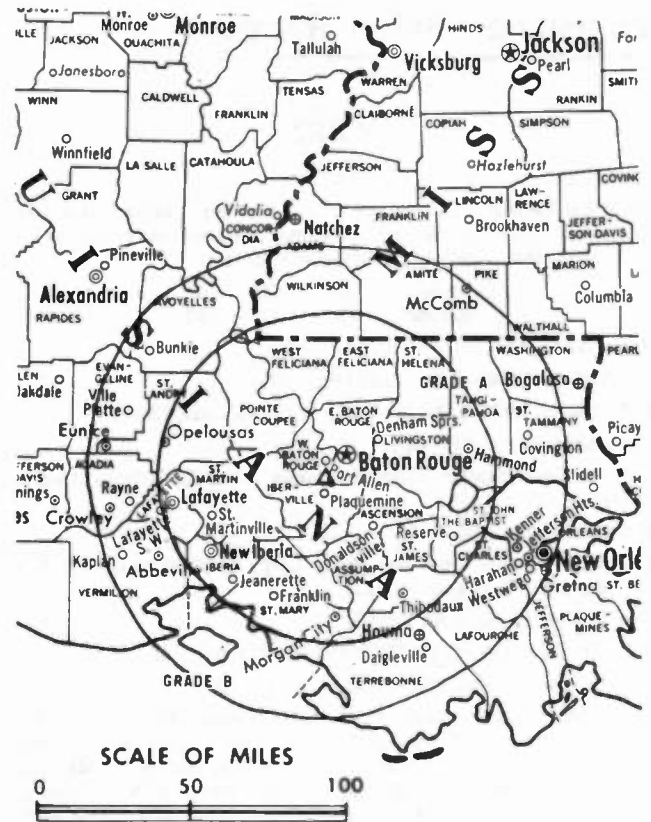 Monroe
Monroe
JACKSON
OUACHITA
Jonesboro
CALDWELL
MADISON
Tallulah
HINDS
Vicksburg
Jackson
Pearl
WARREN
RANKIN
TENSAS
FRANKLIN
CLAIBORNE
COPIAH
SIMPSON
WINN
Winnfield
LA SALLE
CATAHOULA
JEFFERSON
Hazlehurst
GRANT
Vidalia
CONCOR-
DIA
Natchez
ADAMS
FRANKLIN
LINCOLN
LAW-
RENCE
Brookhaven
JEFFER-
SON DAVIS
Pineville
Alexandria
RAPIDES
AVOYELLES
WILKINSON
AMITÉ
PIKE
McComb
MARION
Columbia
WALTHALL
Bunkie
EVAN-
GELINE
Oakdale
Ville
Platte
ST.
LANDRY
WEST
FELICIANA
EAST
FELICIANA
ST.
HELENA
WASHINGTON
GRADE A
Bogalusa
TANGI-
PAHOA
POINTE
COUPEE
E. BATON
ROUGE
Denham Sprs.
LIVINGSTON
ST.
TAMMANY
Covington
Eunice
Opelousas
W.
BATON
ROUGE
Port Allen
Baton Rouge
Hammond
ACADIA
ST.
MARTIN
IBER-
VILLE
Plaquemine
Slidell
Rayne
LAFAYETTE
Lafayette
Crowley
Lafayette
S.W.
St.
Martinville
ASCENSION
Reserve
ST. JOHN
THE BAPTIST
ST.
CHARLES
Kenner
Jefferson Hts.
ORLEANS
Kaplan
Abbeville
New Iberia
IBERIA
Donaldson
ville
ASSUMP-
TION
ST.
JAMES
Harahan
Westwego
New Orle
Gretna
VERMILION
Jeanerette
Franklin
ST. MARY
Thibodaux
PLAQUE-
MINES
Morgan City
Houma
Daigleville
LAFOURCHE
JEFFERSON
TERREBONNE
GRADE B
SCALE OF MILES
0 50 100